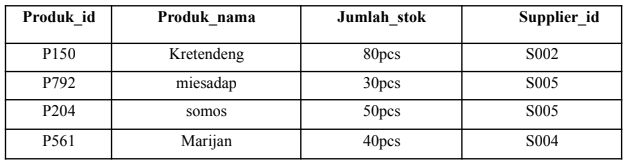 Produk_id Produk_nama Jumlah_stok Supplier_id
P150 Kretendeng 80pcs S002
P792 miesadap 30pcs S005
P204 somos 50pcs S005
P561 Marijan 40pcs S004